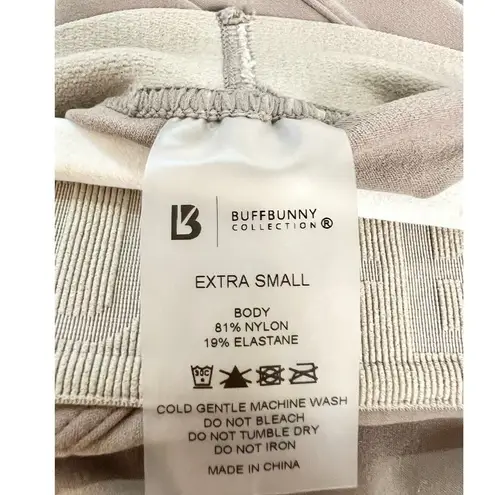 B
BUFFBUNNY
COLLECTION®
EXTRA SMALL
BODY
81% NYLON
19% ELASTANE
30C
COLD GENTLE MACHINE WASH
DO NOT BLEACH
DO NOT TUMBLE DRY
DO NOT IRON
MADE IN CHINA